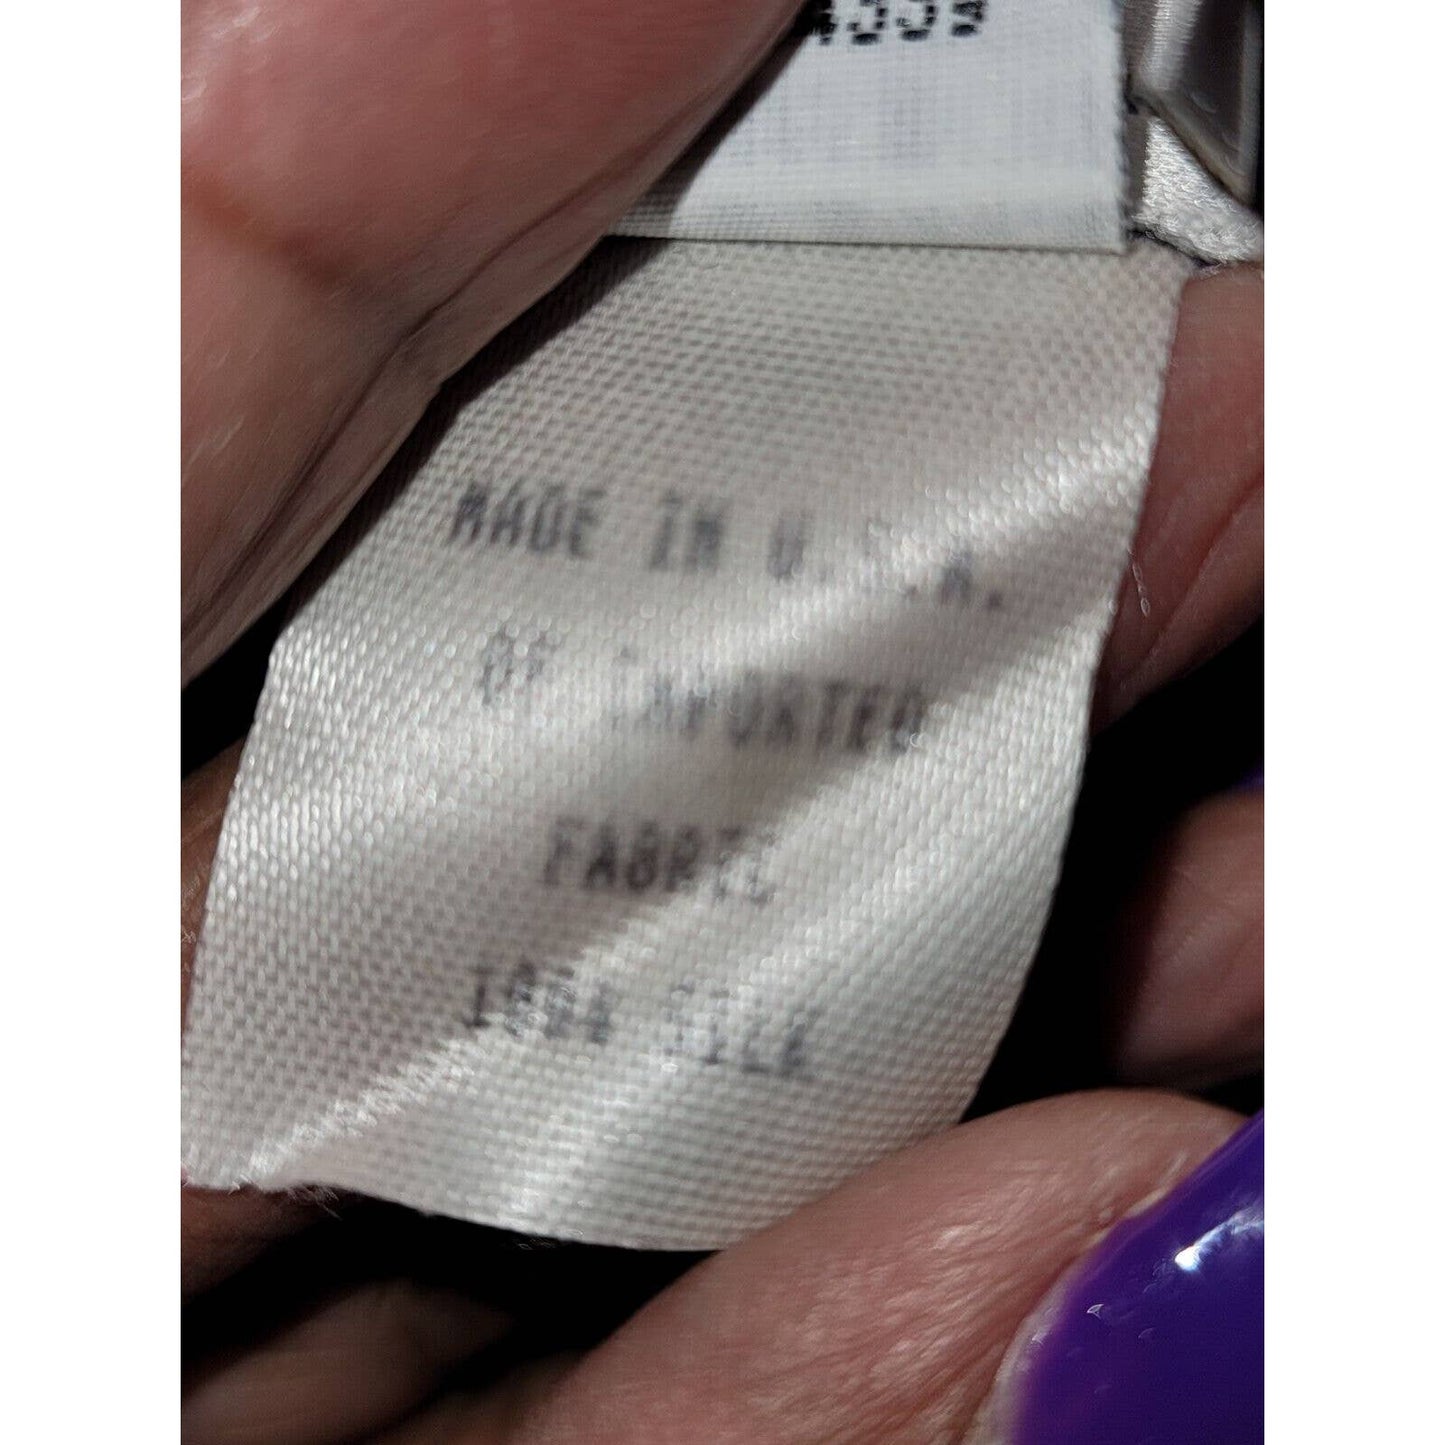 MADE IN U.S.A.
OF IMPORTED
FABRIC
100% SILK